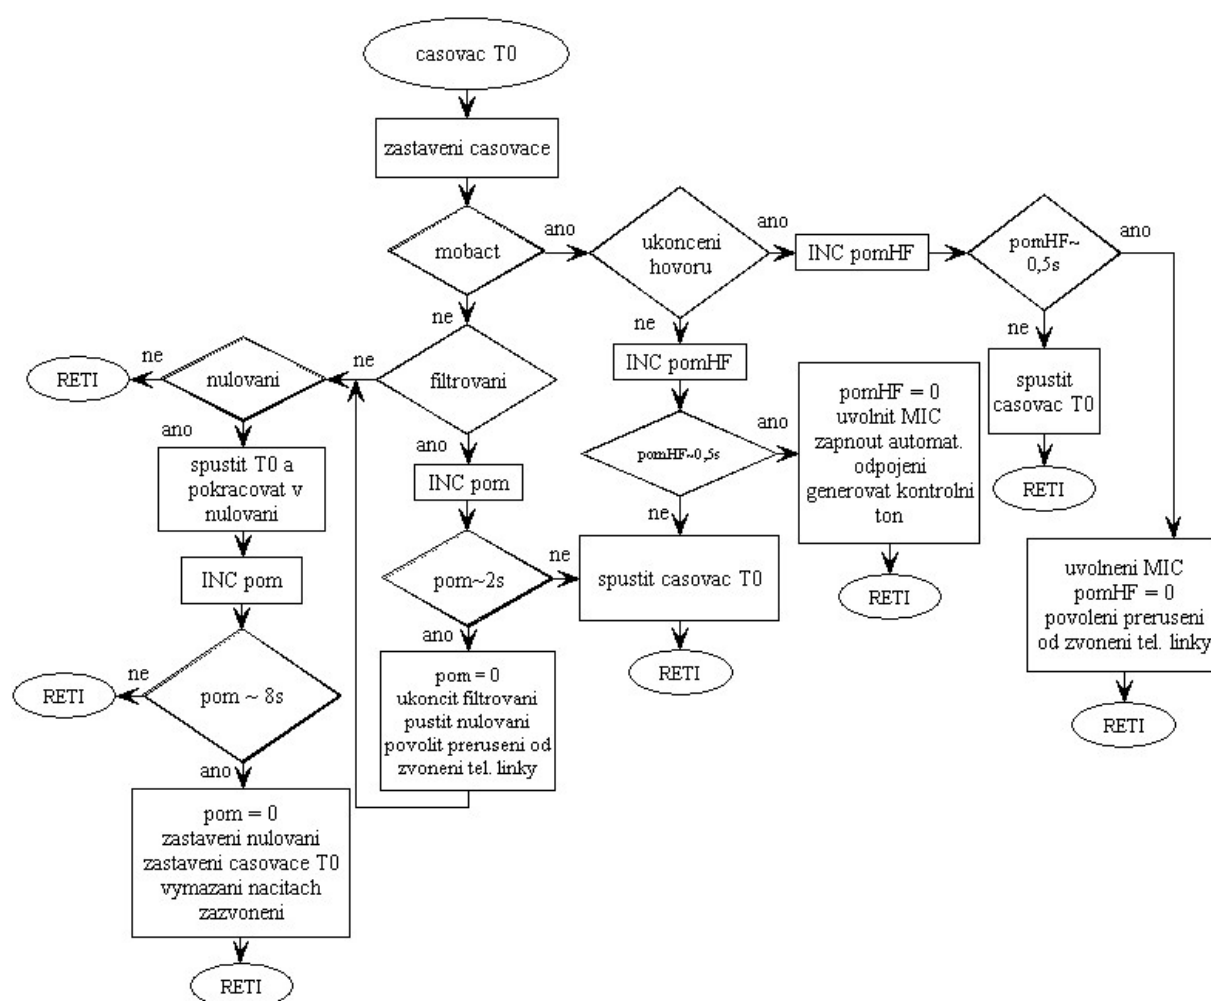 casovac T0
zastaveni casovace
mobact
ano
ukonceni
hovoru
ano
INC pomHF
pomHF~
0,5s
ano
ne
spustit
casovac T0
RETI
uvolneni MIC
pomHF = 0
povoleni preruseni
od zvoneni tel. linky
RETI
ne
INC pomHF
pomHF~0,5s
ano
pomHF = 0
uvolnit MIC
zapnout automat.
odpojeni
generovat kontrolni
ton
RETI
ne
spustit casovac T0
RETI
ne
filtrovani
ano
INC pom
pom~2s
ne
ano
pom = 0
ukoncit filtrovani
pustit nulovani
povolit preruseni od
zvoneni tel. linky
ne
nulovani
ne
RETI
ano
spustit T0 a
pokracovat v
nulovani
INC pom
pom ~ 8s
ne
RETI
ano
pom = 0
zastaveni nulovani
zastaveni casovace T0
vymazani nacitach
zazvoneni
RETI